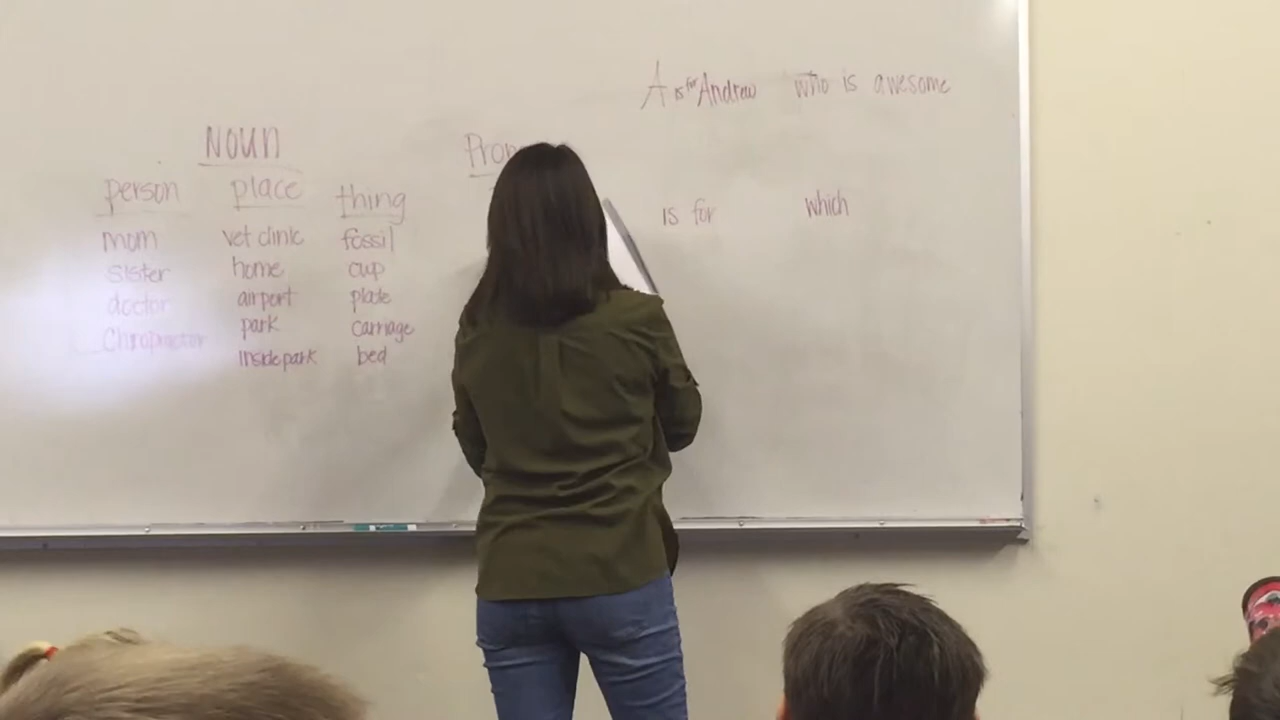 A is for Andrew who is awesome
NOUN
Pron
person place thing
is for which
mom vet clinic fossil
sister home cup
doctor airport plate
Chiropractor park carriage
inside park bed